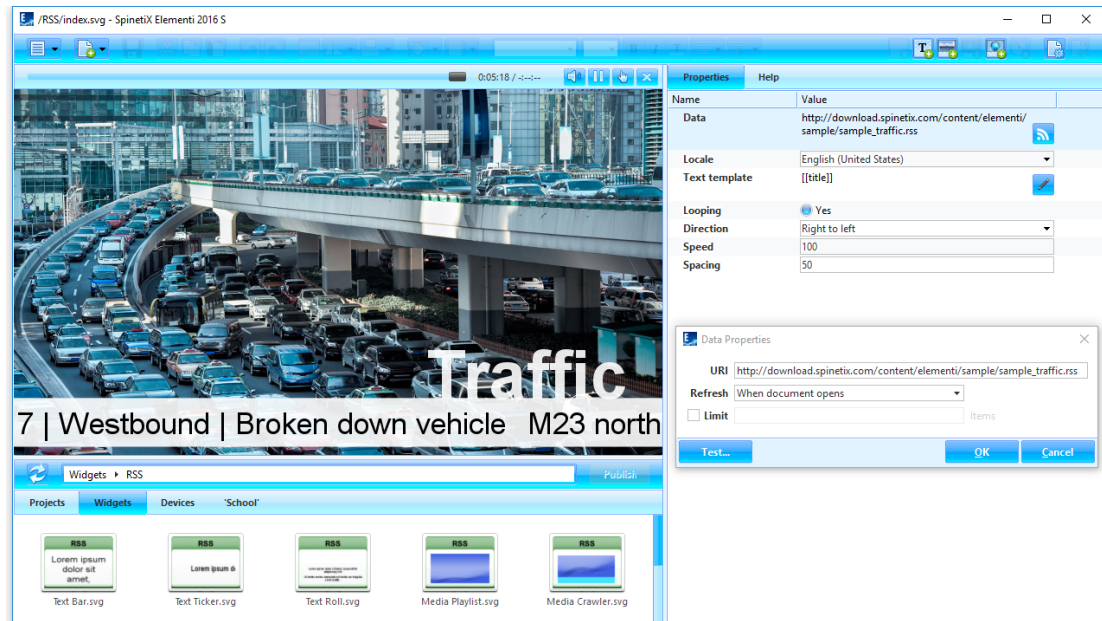 /RSS/index.svg - SpinetiX Elementi 2016 S
0:05:18 / -:--:--
Traffic
7 | Westbound | Broken down vehicle M23 north
Widgets RSS
Publish
Projects Widgets Devices 'School'
RSS RSS RSS RSS RSS
Lorem ipsum
dolor sit
amet,
Lorem ipsum do
Text Bar.svg Text Ticker.svg Text Roll.svg Media Playlist.svg Media Crawler.svg
Properties Help
Name Value
Data http://download.spinetix.com/content/elementi/
sample/sample_traffic.rss
Locale English (United States)
Text template [[title]]
Looping Yes
Direction Right to left
Speed 100
Spacing 50
Data Properties
URI http://download.spinetix.com/content/elementi/sample/sample_traffic.rss
Refresh When document opens
Limit Items
Test... OK Cancel